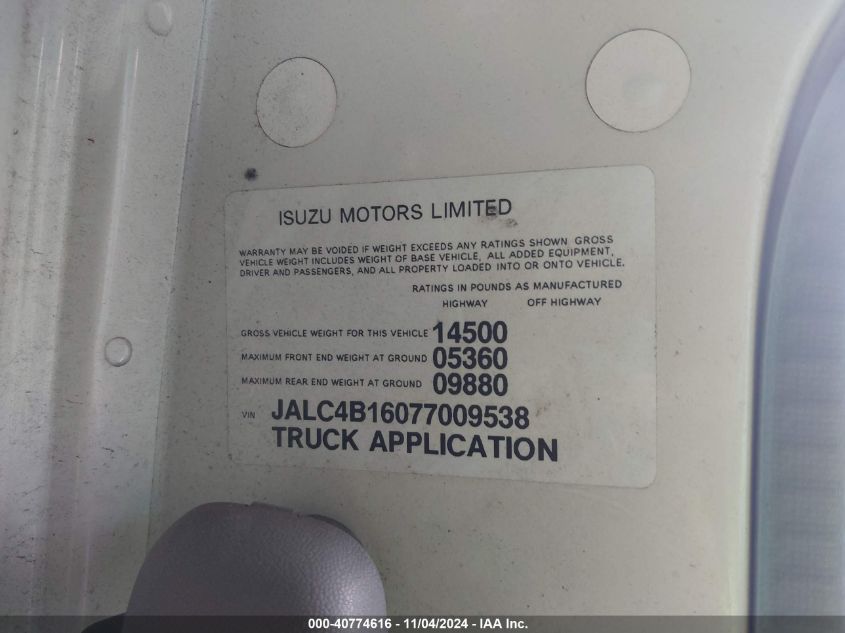 ISUZU MOTORS LIMITED
WARRANTY MAY BE VOIDED IF WEIGHT EXCEEDS ANY RATINGS SHOWN. GROSS
VEHICLE WEIGHT INCLUDES WEIGHT OF BASE VEHICLE, ALL ADDED EQUIPMENT,
DRIVER AND PASSENGERS, AND ALL PROPERTY LOADED INTO OR ONTO VEHICLE.
RATINGS IN POUNDS AS MANUFACTURED
HIGHWAY OFF HIGHWAY
GROSS VEHICLE WEIGHT FOR THIS VEHICLE 14500
MAXIMUM FRONT END WEIGHT AT GROUND 05360
MAXIMUM REAR END WEIGHT AT GROUND 09880
VIN JALC4B16077009538
TRUCK APPLICATION
000-40774616 - 11/04/2024 - IAA Inc.